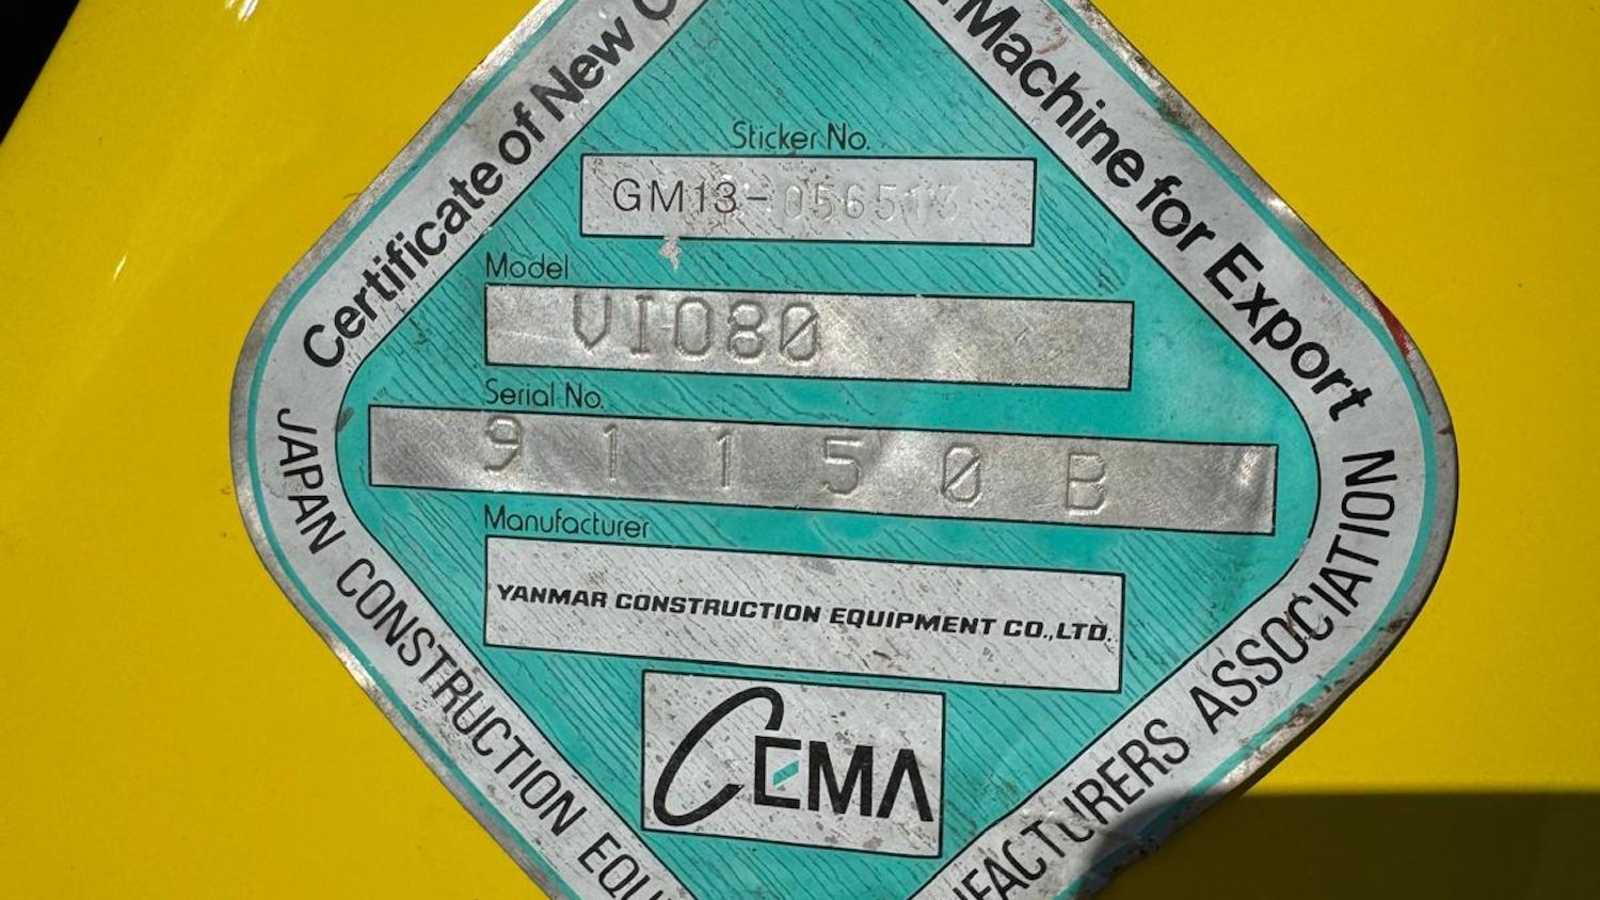 Certificate of New C
Machine for Export
Sticker No.
GM13-056513
Model
VIO80
Serial No.
91150B
Manufacturer
YANMAR CONSTRUCTION EQUIPMENT CO.,LTD.
CEMA
JAPAN CONSTRUCTION EQU
FACTURERS ASSOCIATION